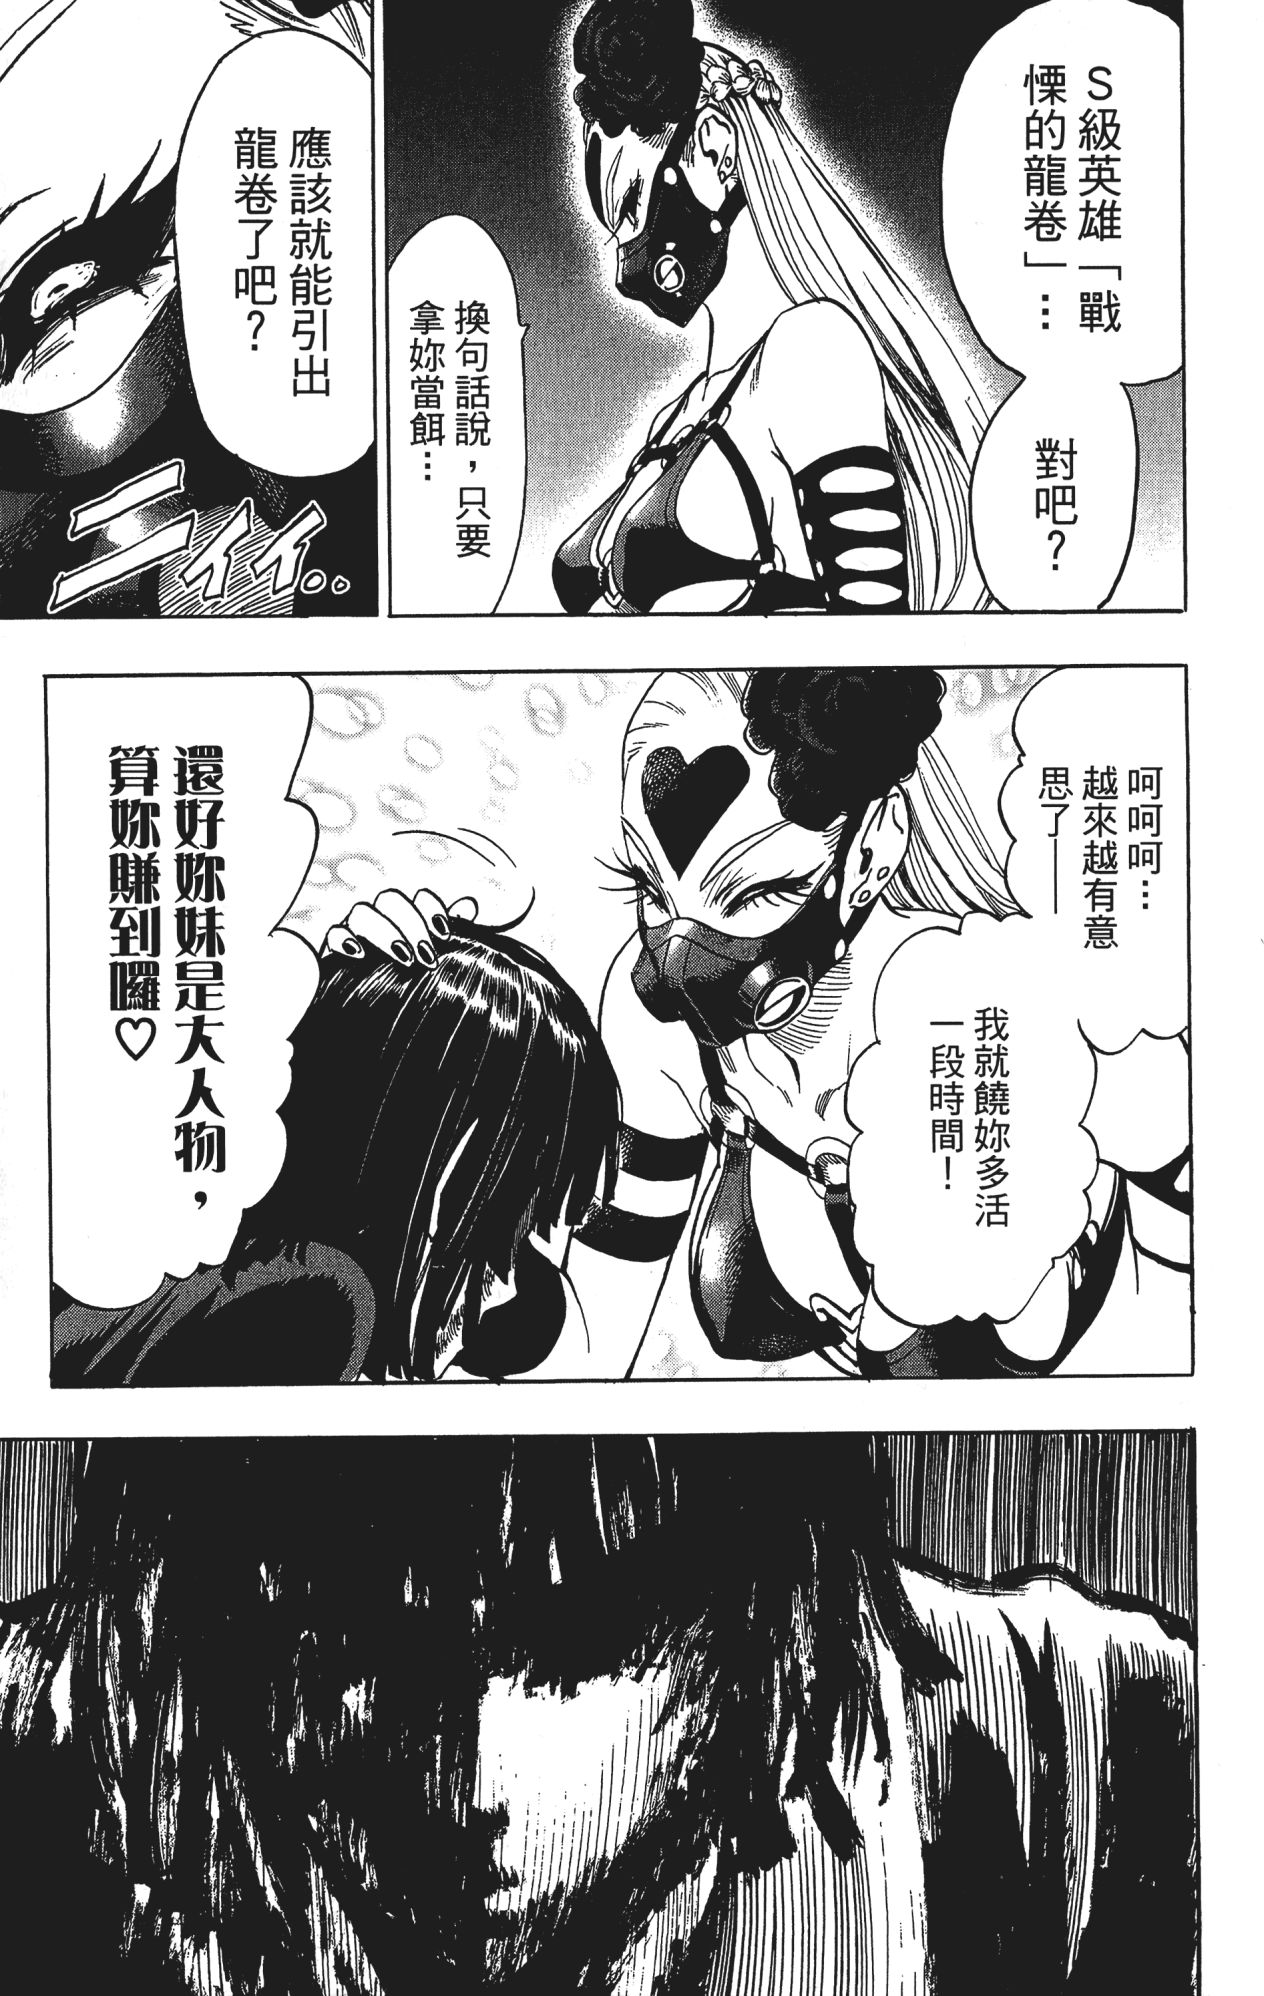 S級英雄「戰
慄的龍卷」⋯
對吧？
換句話說，只要
拿妳當餌⋯
應該就能引出
龍卷了吧？
ニイイ。。
呵呵呵⋯
越來越有意
思了——
我就饒妳多活
一段時間！
還好妳妹是大人物，
算妳賺到囉♡